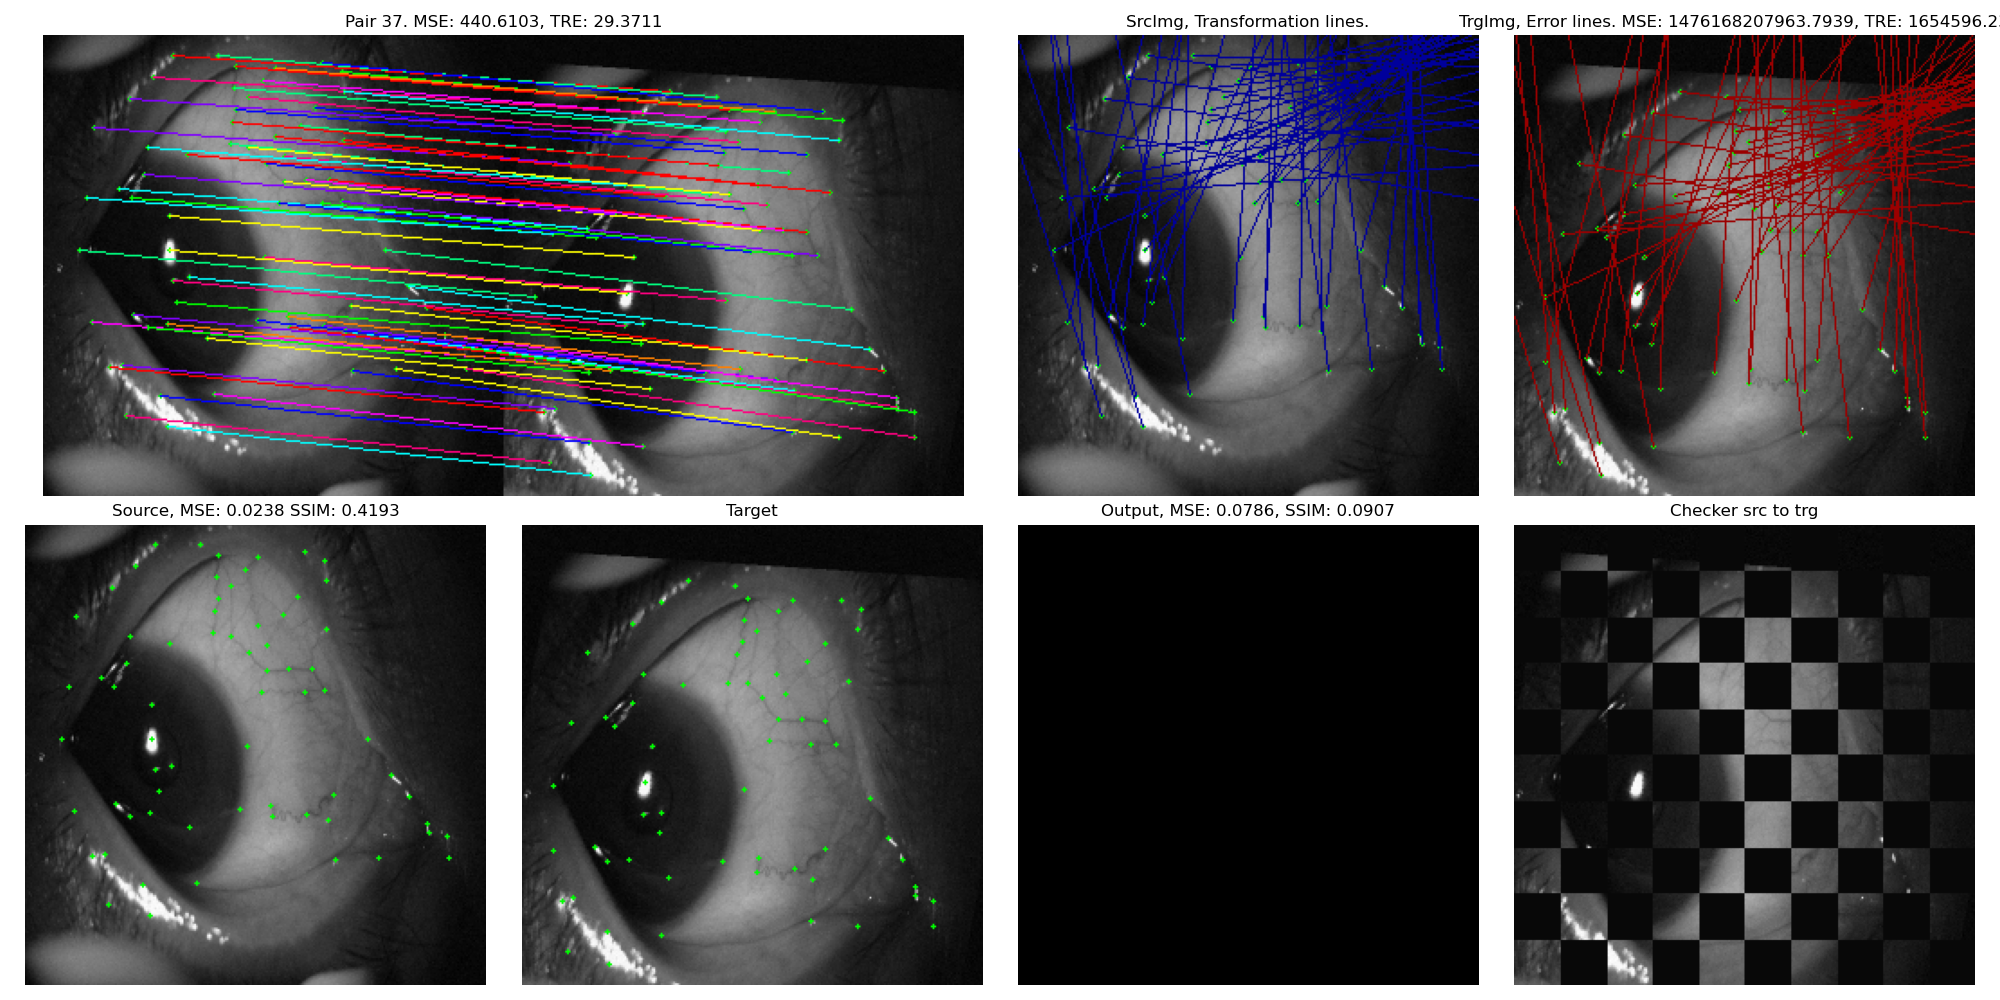 Pair 37. MSE: 440.6103, TRE: 29.3711
SrcImg, Transformation lines.
TrgImg, Error lines. MSE: 1476168207963.7939, TRE: 1654596.2
Source, MSE: 0.0238 SSIM: 0.4193
Target
Output, MSE: 0.0786, SSIM: 0.0907
Checker src to trg